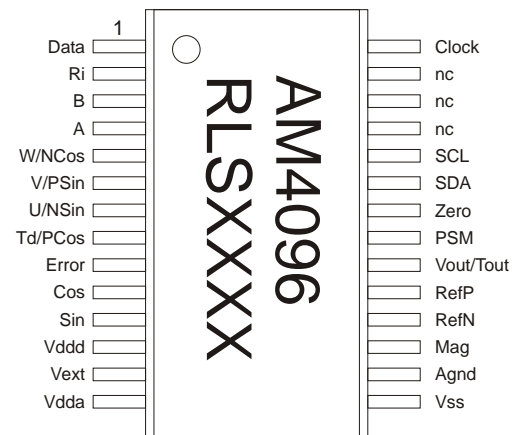 1
Data
Ri
B
A
W/NCos
V/PSin
U/NSin
Td/PCos
Error
Cos
Sin
Vddd
Vext
Vdda
AM4096
RLSXXXX
Clock
nc
nc
nc
SCL
SDA
Zero
PSM
Vout/Tout
RefP
RefN
Mag
Agnd
Vss